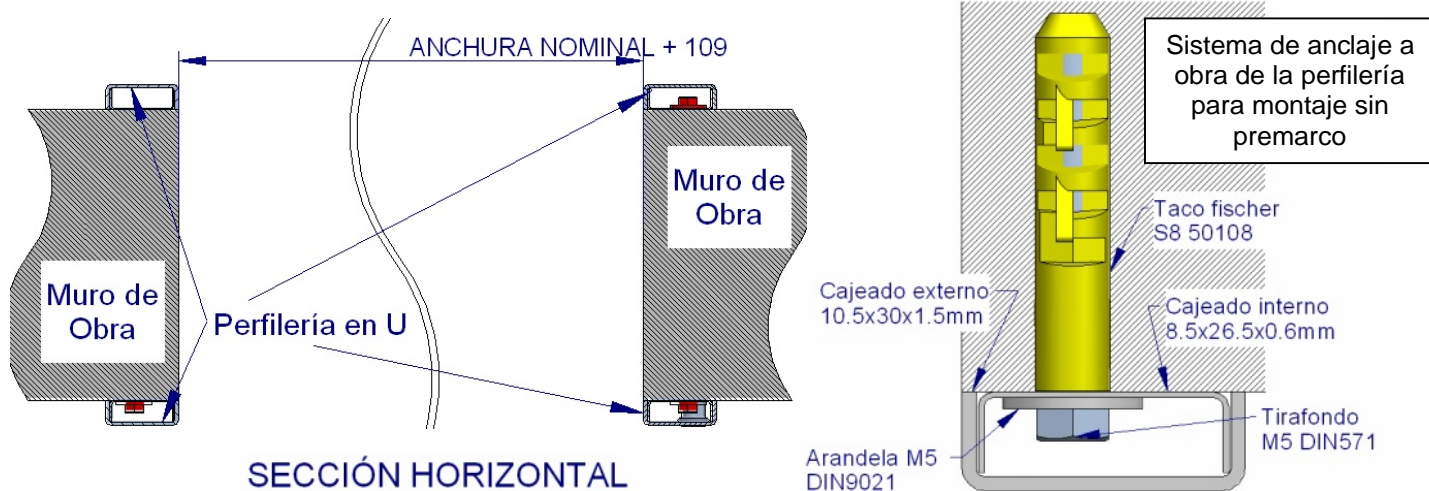 ANCHURA NOMINAL + 109
Muro de
Obra
Muro de
Obra
Perfilería en U
SECCIÓN HORIZONTAL
Sistema de anclaje a
obra de la perfilería
para montaje sin
premarco
Taco fischer
S8 50108
Cajeado externo
10.5x30x1.5mm
Cajeado interno
8.5x26.5x0.6mm
Tirafondo
M5 DIN571
Arandela M5
DIN9021